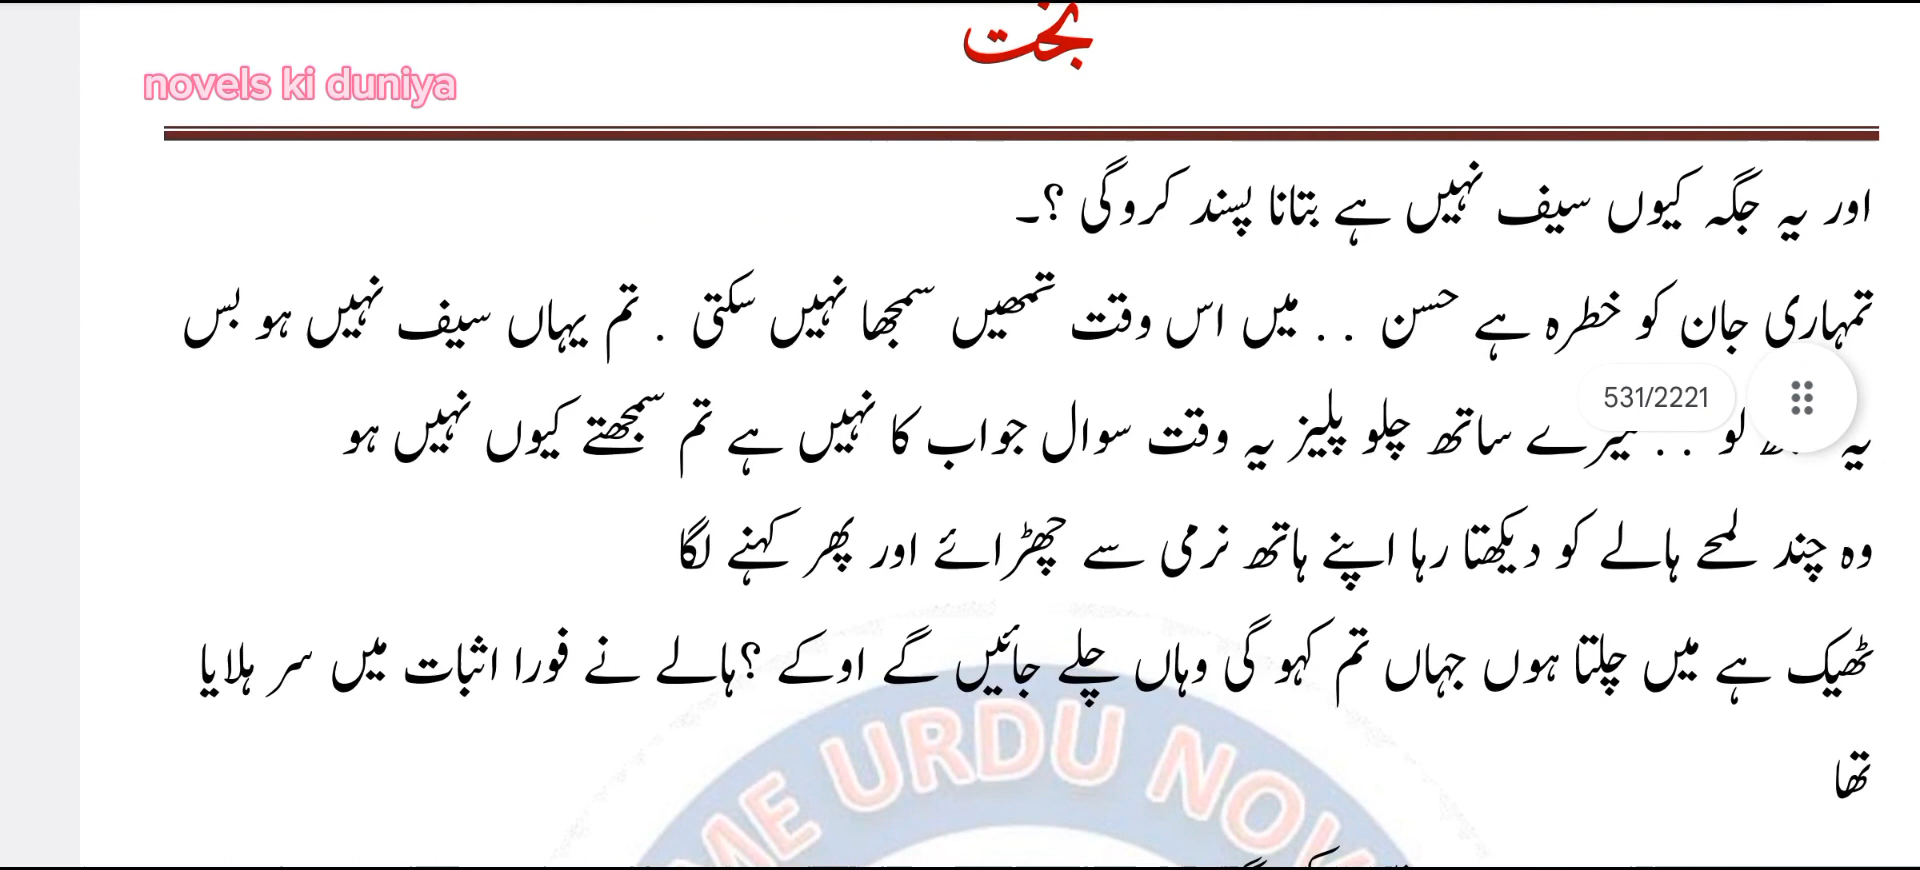 بخت
novels ki duniya
اور یہ جگہ کیوں سیف نہیں ہے بتانا پسند کروگی ؟۔
تمہاری جان کو خطرہ ہے حسن . . میں اس وقت تمھیں سمجھا نہیں سکتی . تم یہاں سیف نہیں ہو بس
531/2221
یہ لو . . میرے ساتھ چلو پلیز یہ وقت سوال جواب کا نہیں ہے تم سمجھتے کیوں نہیں ہو
وہ چند لمحے ہالے کو دیکھتا رہا اپنے ہاتھ نرمی سے چھڑائے اور پھر کہنے لگا
ٹھیک ہے میں چلتا ہوں جہاں تم کہو گی وہاں چلے جائیں گے اوکے ؟ہالے نے فورا اثبات میں سر ہلایا
تھا
ME URDU NOV